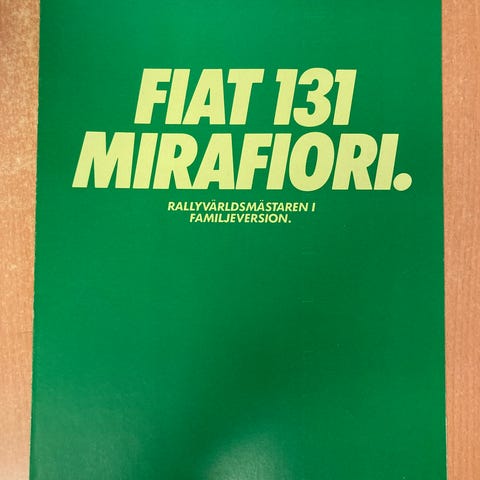 FIAT 131
MIRAFIORI.
RALLYVÄRLDSMÄSTAREN I
FAMILJEVERSION.